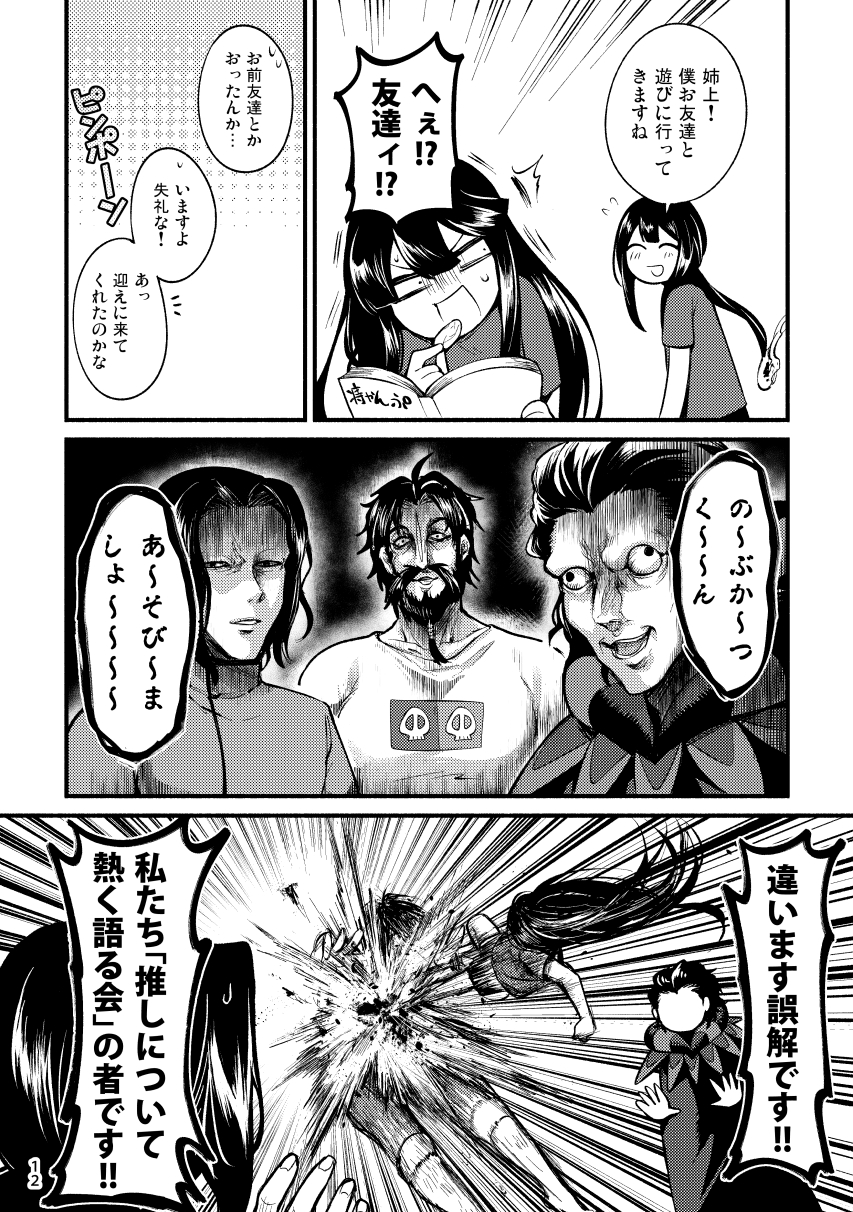 姉上！
僕お友達と
遊びに行って
きますね
へぇ!?
友達ィ!?
お前友達とか
おったんか…
ピンポーン
いますよ
失礼な！
あっ
迎えに来て
くれたのかな
の～ぶか～つ
く～～～ん
あ～そび～ま
しょ～～～～
違います誤解です!!
私たち「推しについて
熱く語る会」の者です!!
12